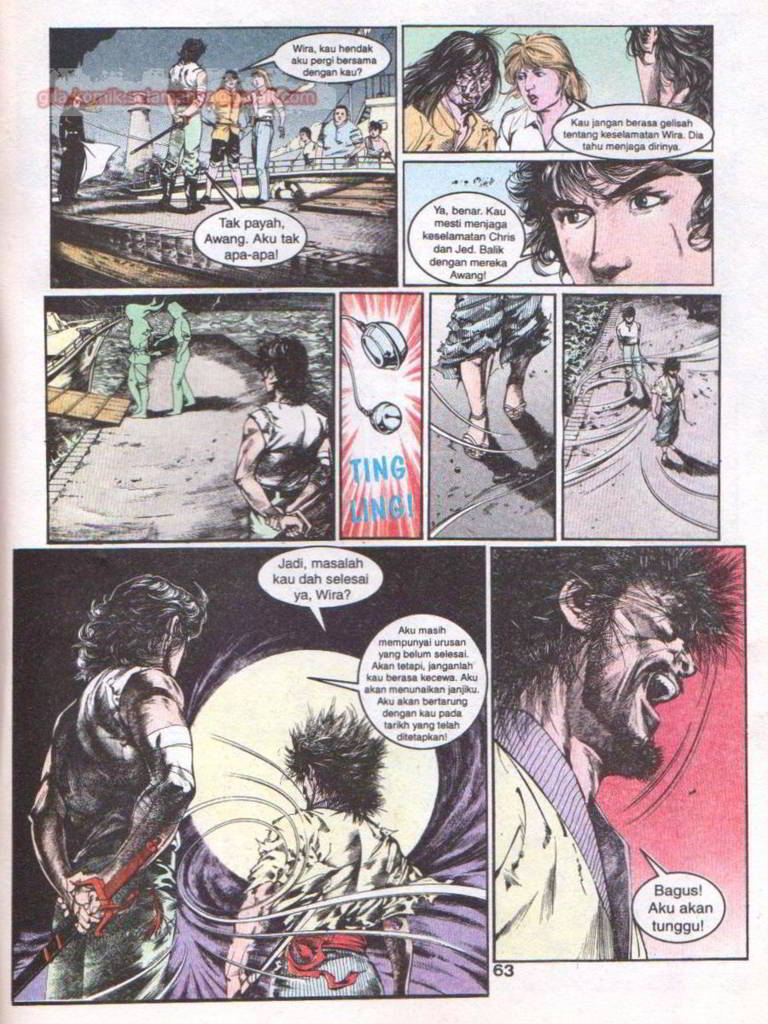 Wira, kau hendak
aku pergi bersama
dengan kau?
Tak payah,
Awang. Aku tak
apa-apa!
Kau jangan berasa gelisah
tentang keselamatan Wira. Dia
tahu menjaga dirinya.
Ya, benar. Kau
mesti menjaga
keselamatan Chris
dan Jed. Balik
dengan mereka
Awang!
TING
LING!
Jadi, masalah
kau dah selesai
ya, Wira?
Aku masih
mempunyai urusan
yang belum selesai.
Akan tetapi, janganlah
kau berasa kecewa. Aku
akan menunaikan janjiku.
Aku akan bertarung
dengan kau pada
tarikh yang telah
ditetapkan!
Bagus!
Aku akan
tunggu!
63